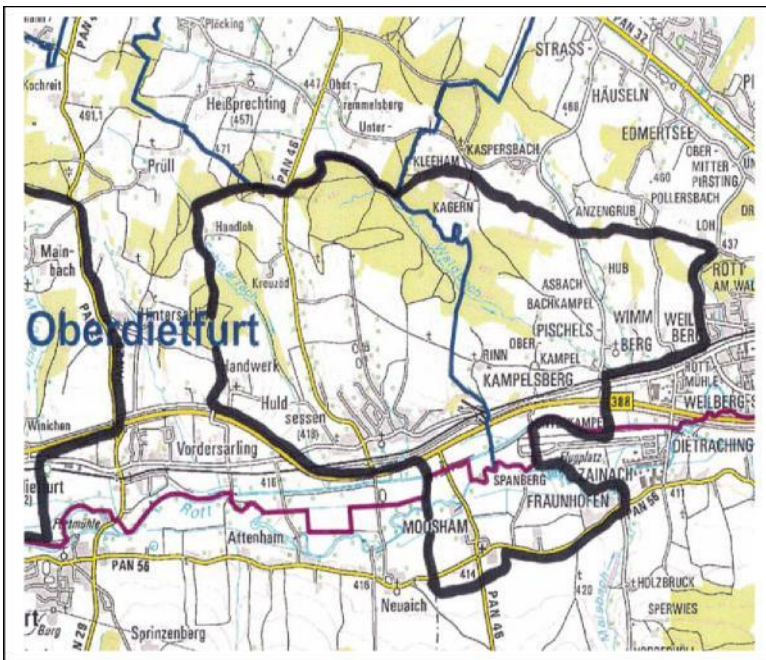 Plöcking
PAN 32
STRASS-
Kochreit
Heißprechting
(457)
447
Ober-
remmelsberg
Unter-
HÄUSELN
EDMERTSEE
491,1
471
Prüll
PAN 46
KLEEHAM
KASPERSBACH
OBER-
MITTER
PIRSTING
460
POLLERSBACH
KAGERN
ANZENGRUB
LOH
437
Handloh
Main-
bach
Kreuzöd
HUB
ROTT
AM WAL
ASBACH
BACHKAMPEL
Hintersarling
Oberdietfurt
PISCHELS
WIMM
BERG
WEIL
BERG
OBER-
KAMPEL
RINN
Handwerk
KAMPELSBERG
ROTT
MÜHLE
Huld
sessen
(418)
388
WEILBERG-S
Winichen
Vordersarling
Flugplatz
DIETRACHING
ZAINACH
SPANBERG
FRAUNHOFEN
416
411
Rott
MOOSHAM
PAN 56
Attenham
PAN 56
416
414
Neuaich
420
HOLZBRUCK
SPERWIES
Sprinzenberg
Burg
PAN 46